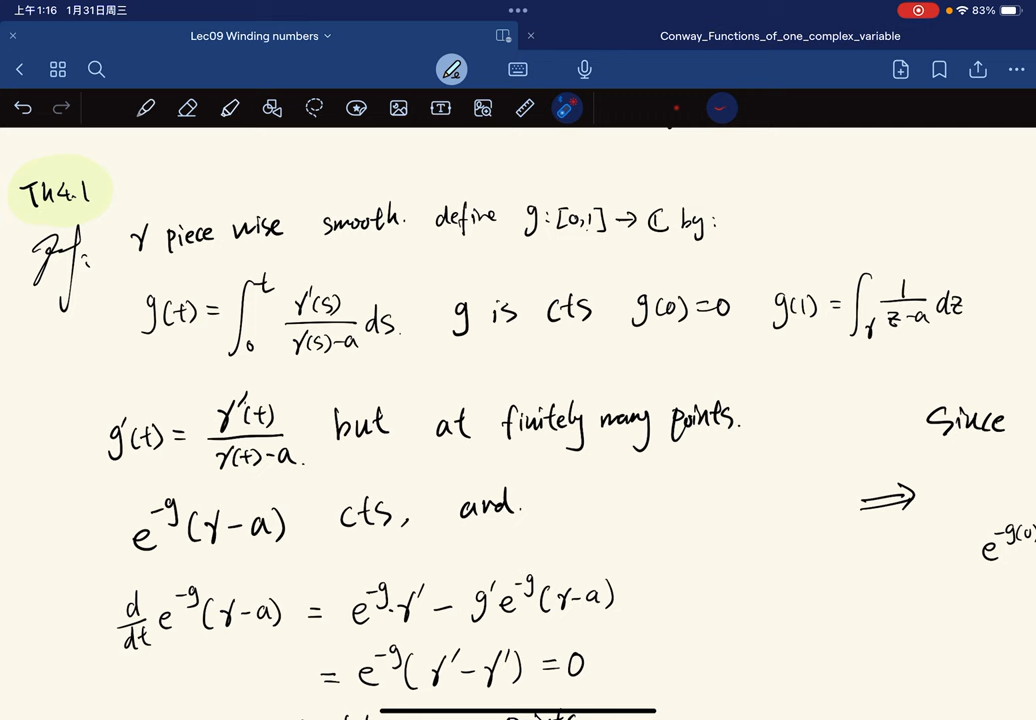 上午1:16 1月31日周三
83%
Lec09 Winding numbers
Conway_Functions_of_one_complex_variable
Th4.1
Pf:
γ piece wise smooth. define g:[0,1]→ℂ by:
g(t) = ∫₀ᵗ γ'(s)/(γ(s)-a) ds. g is cts g(0)=0 g(1) = ∫_γ 1/(z-a) dz
g'(t) = γ'(t)/(γ(t)-a). but at finitely many points. Since
e^{-g}(γ-a) cts, and. ⟹
e^{-g(0)
d/dt e^{-g}(γ-a) = e^{-g}·γ' - g'e^{-g}(γ-a)
= e^{-g}(γ'-γ') = 0